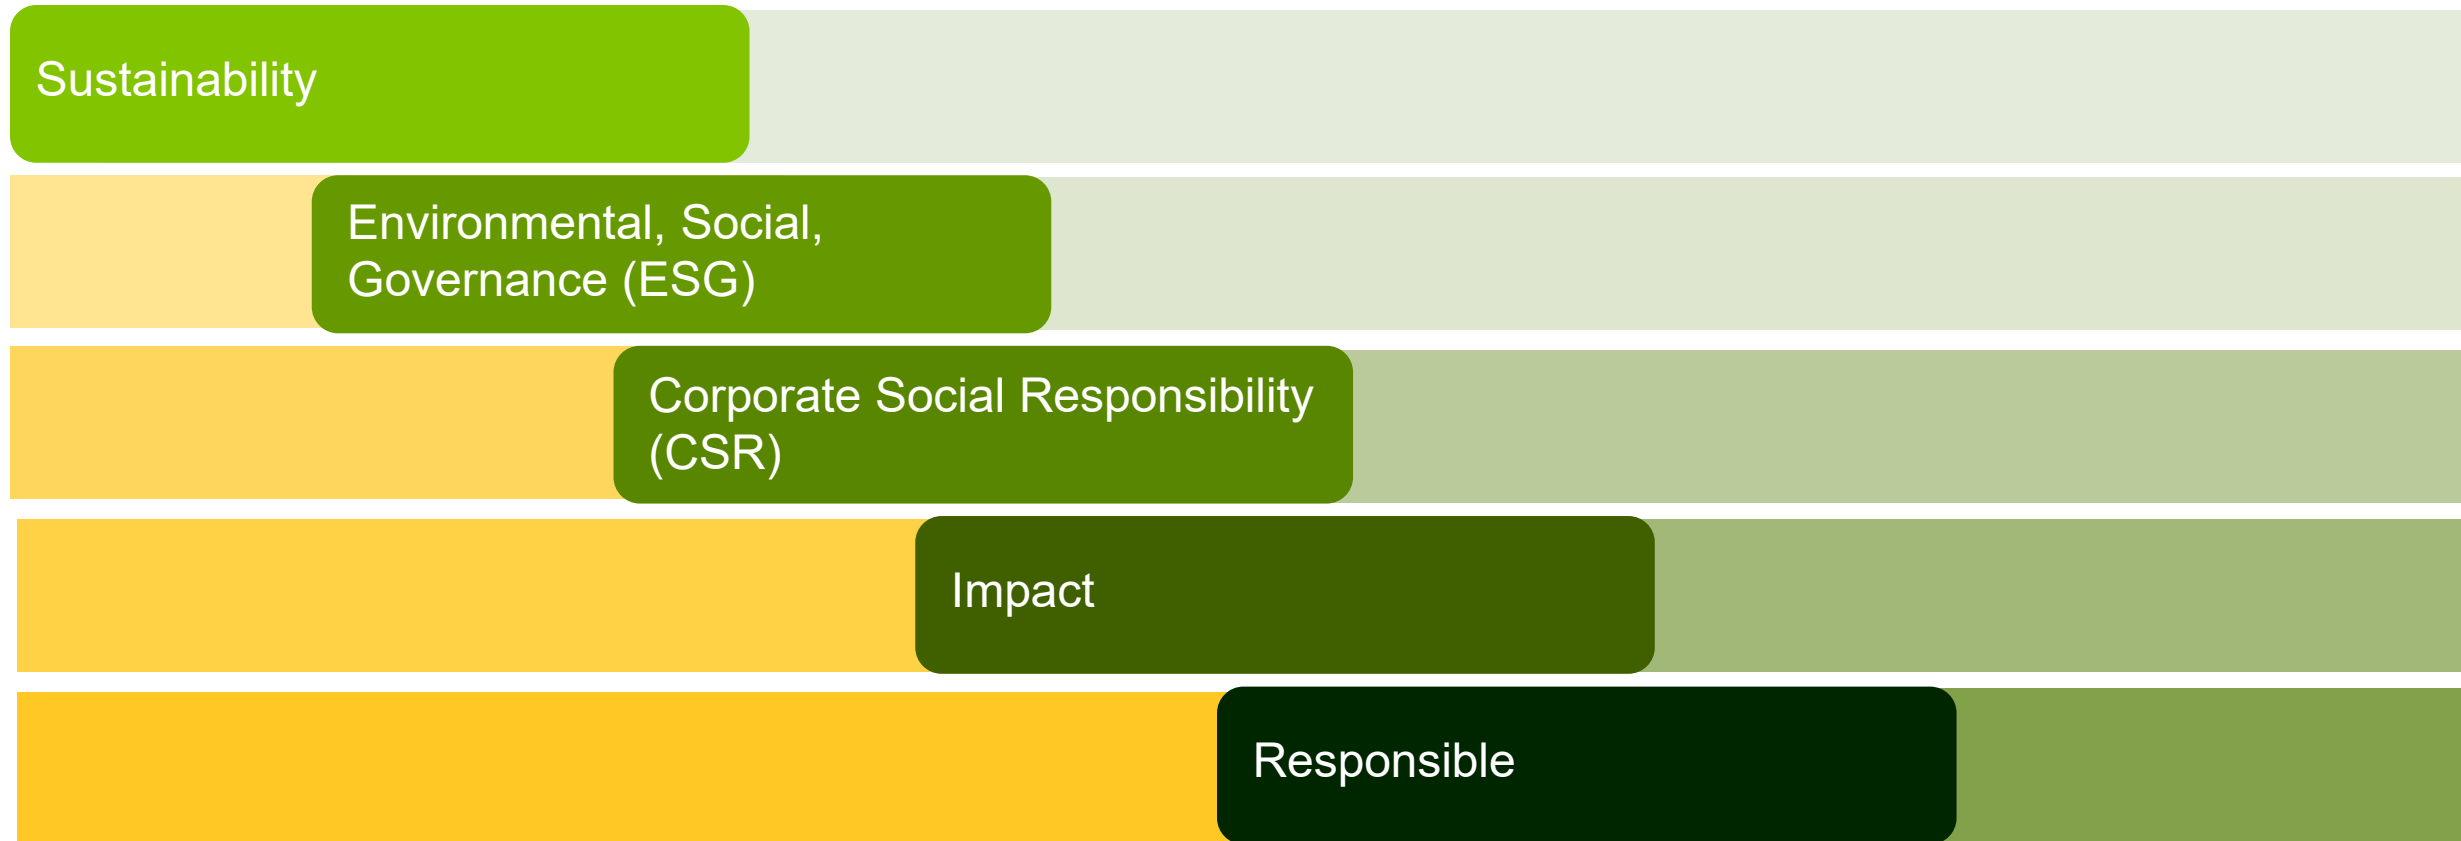 Sustainability
Environmental, Social,
Governance (ESG)
Corporate Social Responsibility
(CSR)
Impact
Responsible